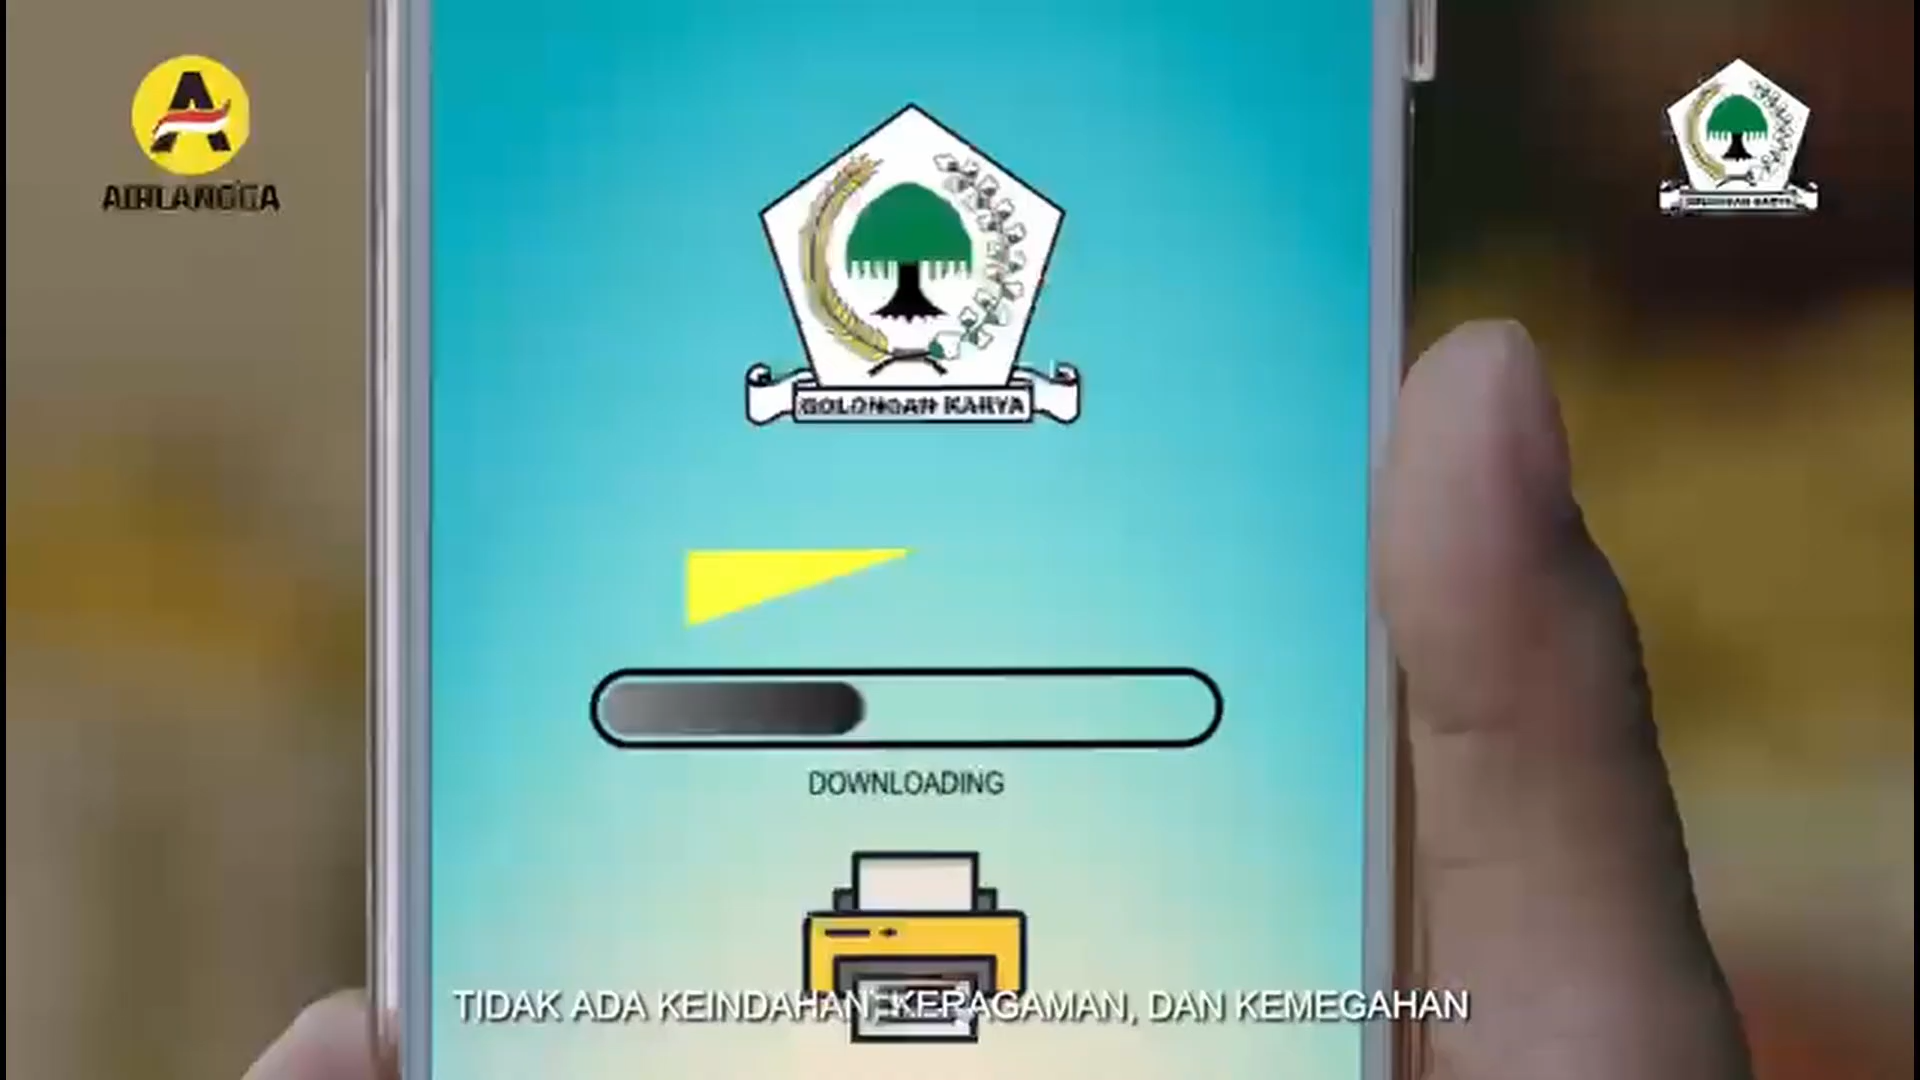 AIRLANGGA
GOLONGAN KARYA
GOLONGAN KARYA
DOWNLOADING
TIDAK ADA KEINDAHAN, KERAGAMAN, DAN KEMEGAHAN